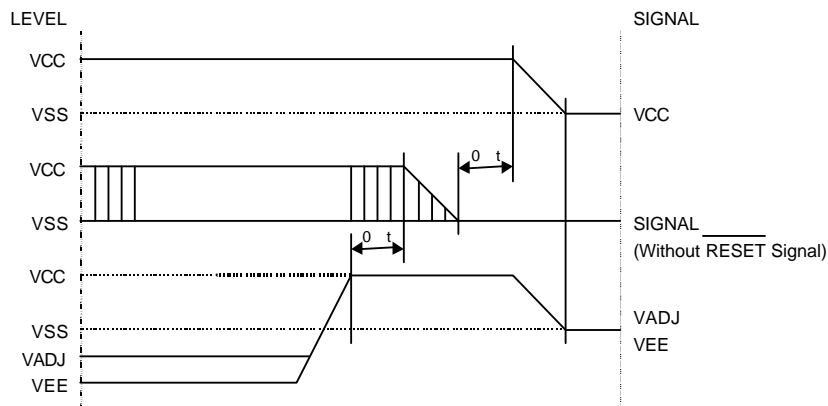 LEVEL SIGNAL
VCC
VSS VCC
0 t
VCC
VSS SIGNAL
(Without RESET Signal)
0 t
VCC
VSS VADJ
VADJ VEE
VEE